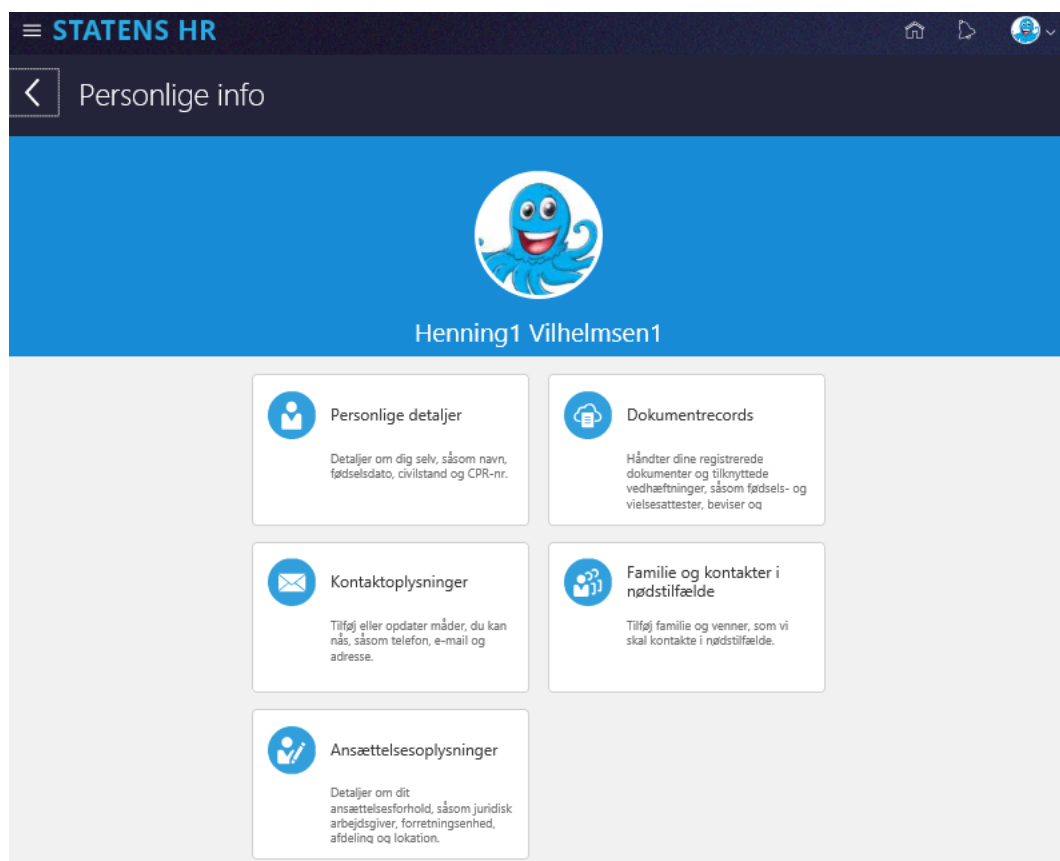 STATENS HR
Personlige info
Henning1 Vilhelmsen1
Personlige detaljer
Detaljer om dig selv, såsom navn,
fødselsdato, civilstand og CPR-nr.
Dokumentrecords
Håndter dine registrerede
dokumenter og tilknyttede
vedhæftninger, såsom fødsels- og
vielsesattester, beviser og
Kontaktoplysninger
Tilføj eller opdater måder, du kan
nås, såsom telefon, e-mail og
adresse.
Familie og kontakter i
nødstilfælde
Tilføj familie og venner, som vi
skal kontakte i nødstilfælde.
Ansættelsesoplysninger
Detaljer om dit
ansættelsesforhold, såsom juridisk
arbejdsgiver, forretningsenhed,
afdeling og lokation.